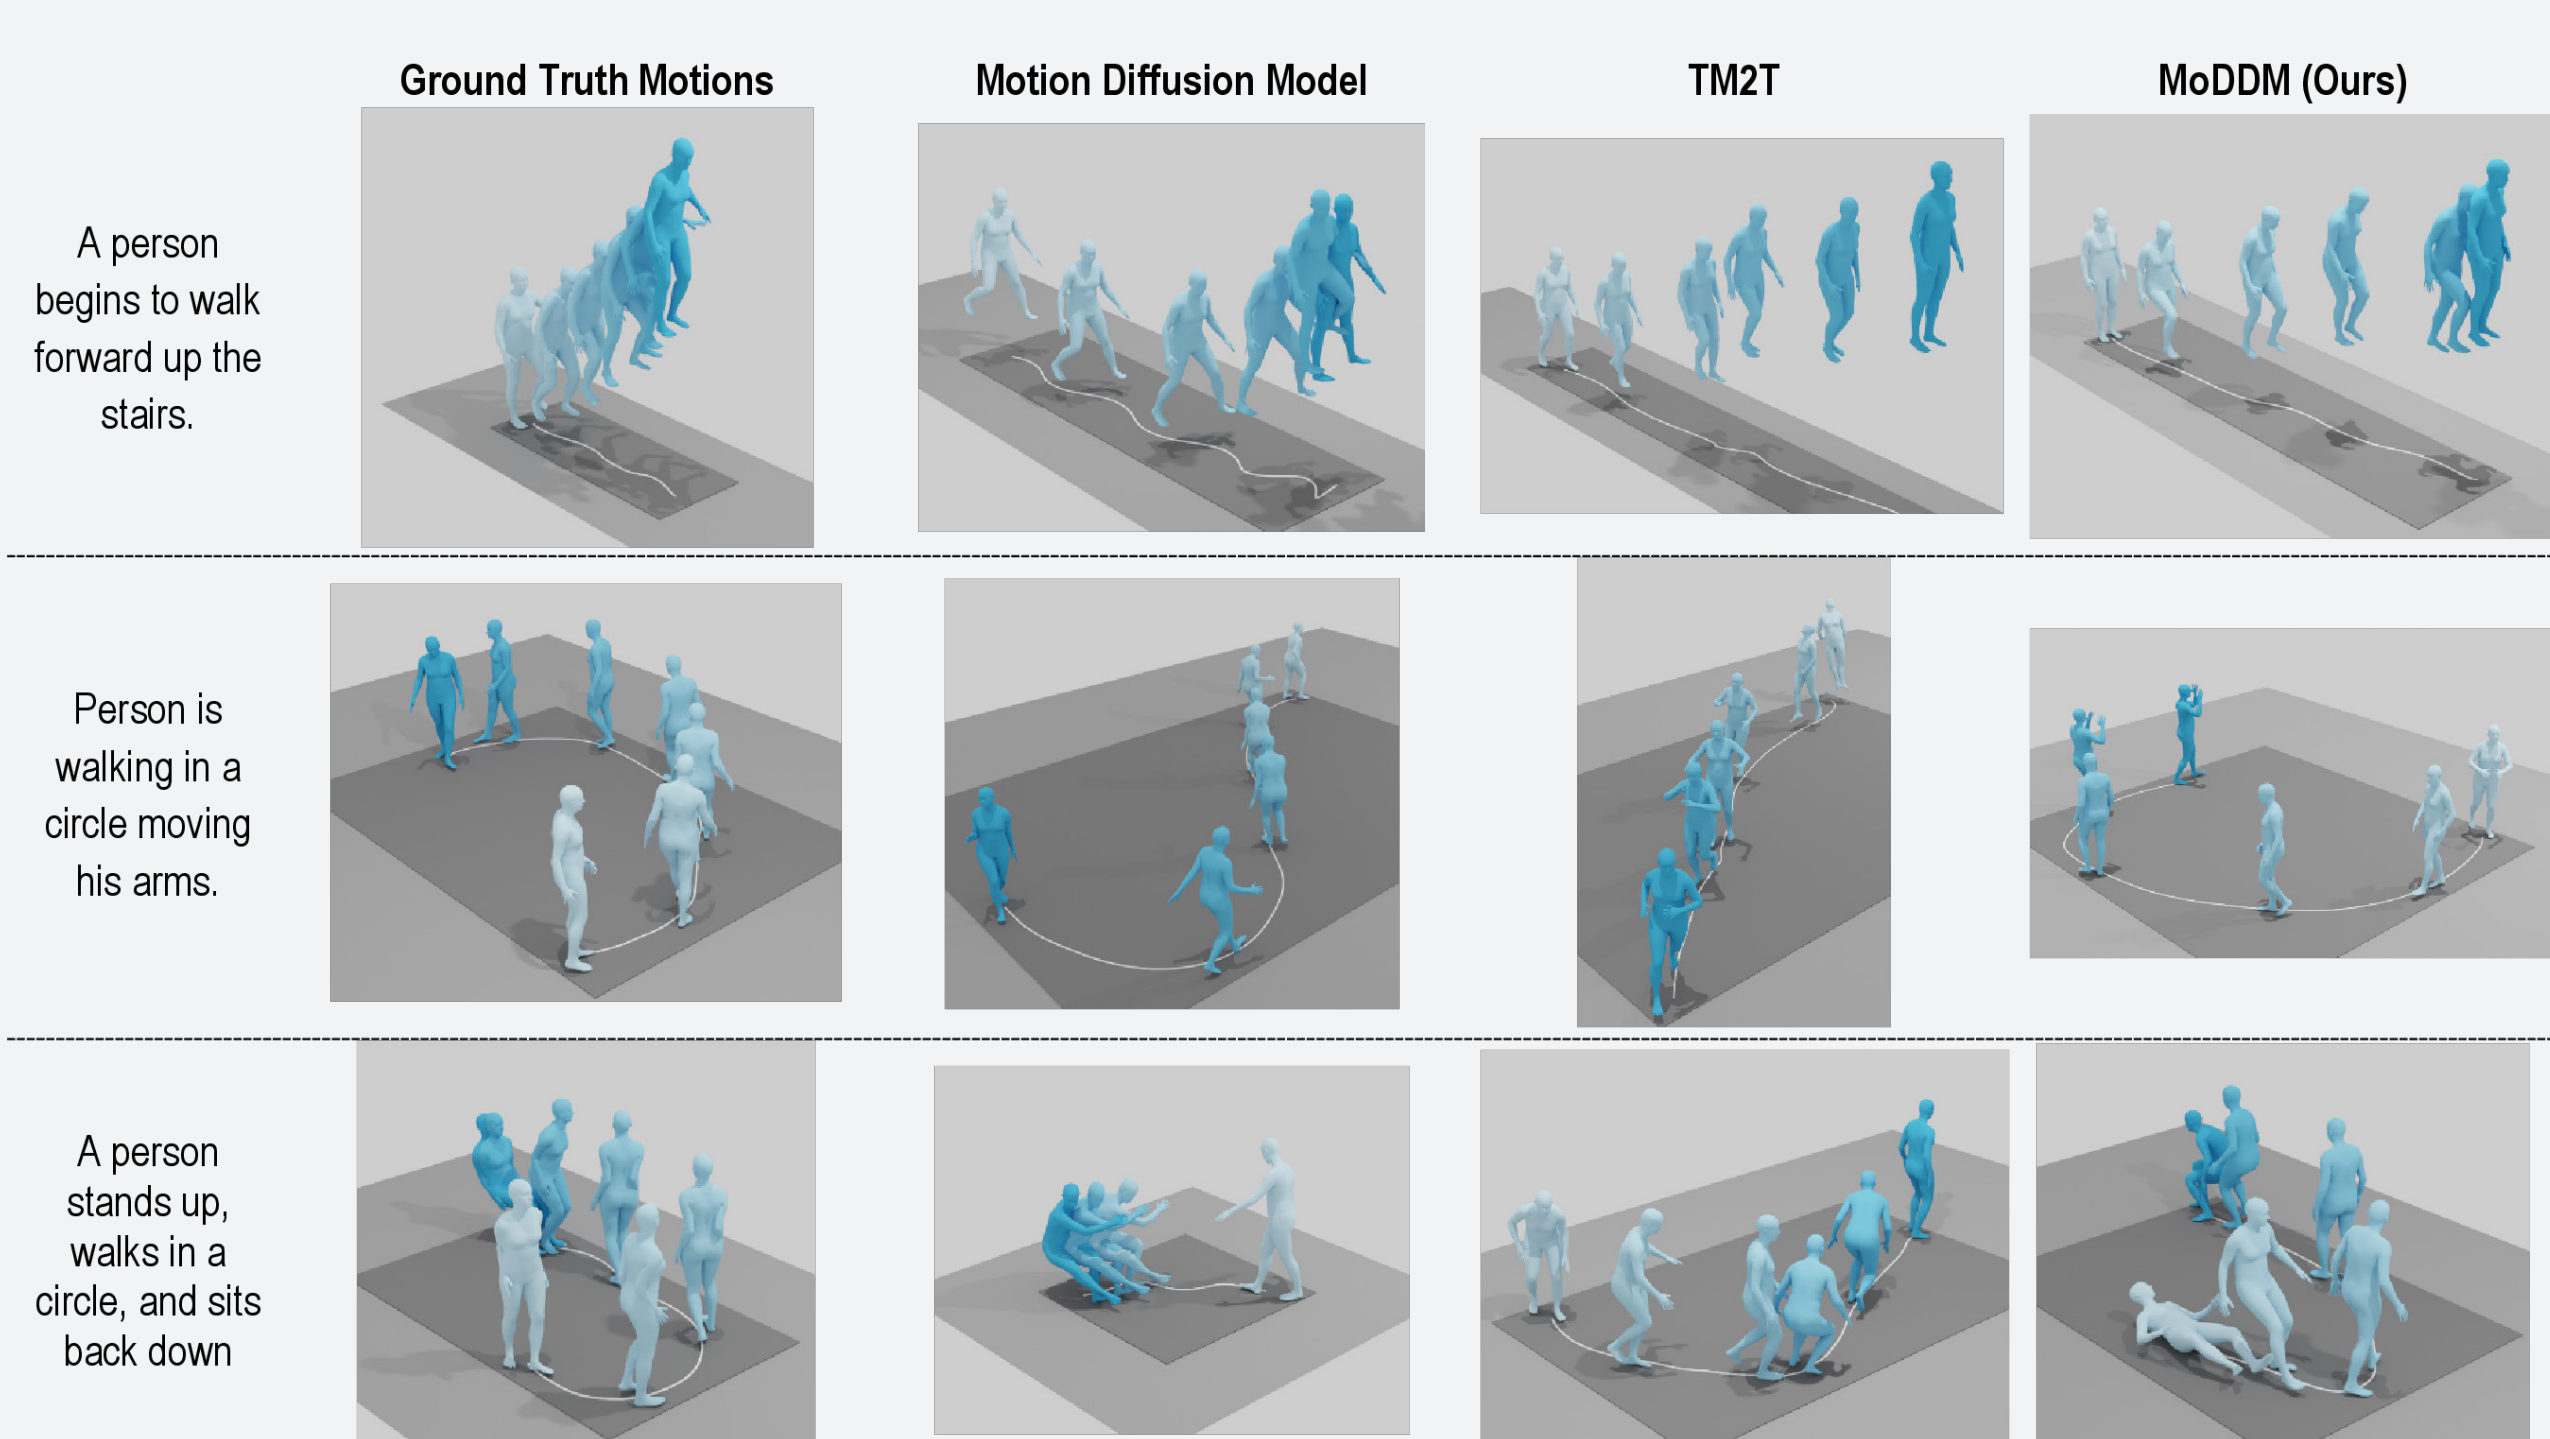 Ground Truth Motions
Motion Diffusion Model
TM2T
MoDDM (Ours)
A person
begins to walk
forward up the
stairs.
Person is
walking in a
circle moving
his arms.
A person
stands up,
walks in a
circle, and sits
back down